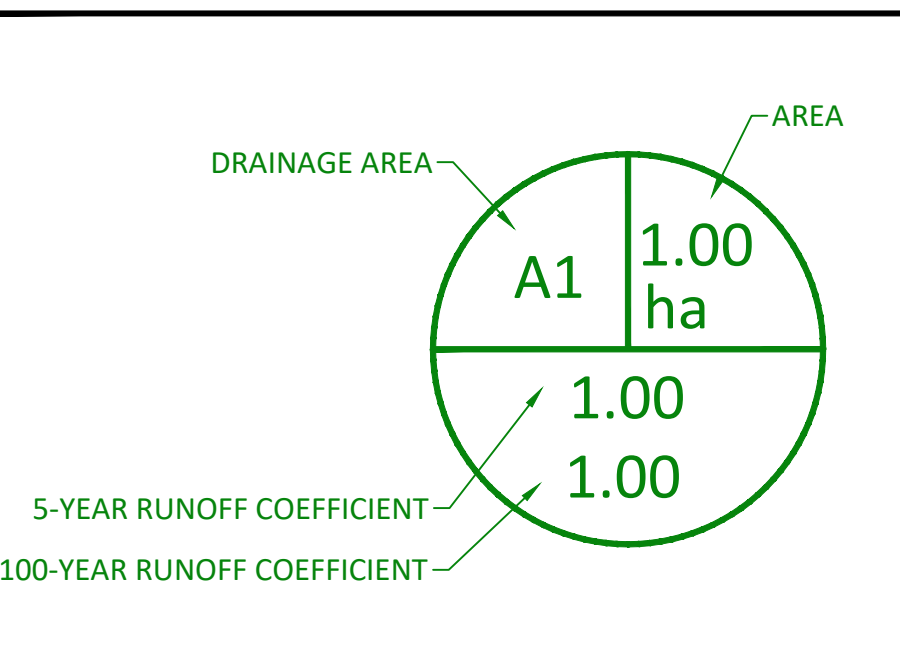 AREA
DRAINAGE AREA
1.00
ha
A1
1.00
1.00
5-YEAR RUNOFF COEFFICIENT
100-YEAR RUNOFF COEFFICIENT